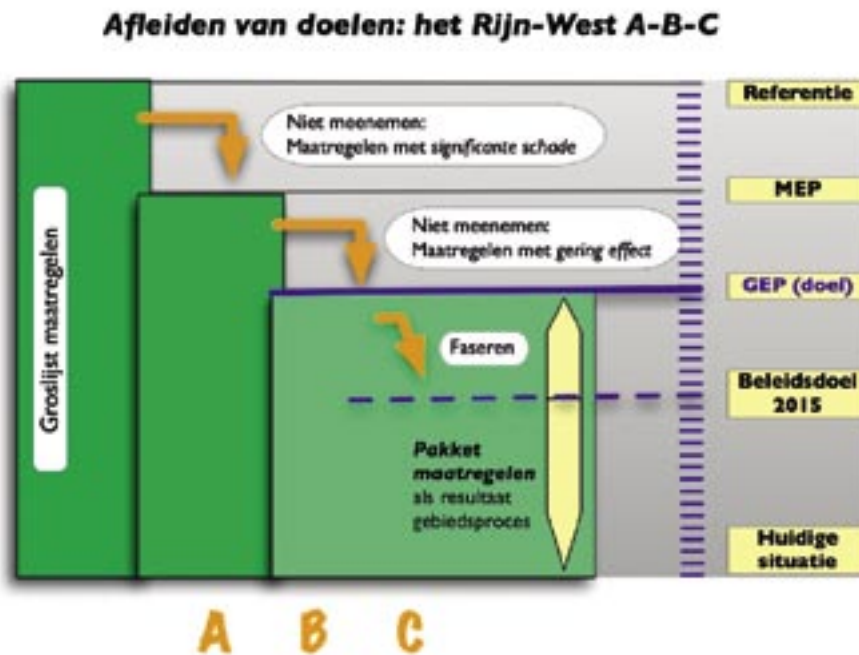 Afleiden van doelen: het Rijn-West A-B-C
Referentie
Niet meenemen:
Maatregelen met significante schade
MEP
Niet meenemen:
Maatregelen met gering effect
Groslijst maatregelen
GEP (doel)
Faseren
Beleidsdoel
2015
Pakket
maatregelen
als resultaat
gebiedsproces
Huidige
situatie
A B C